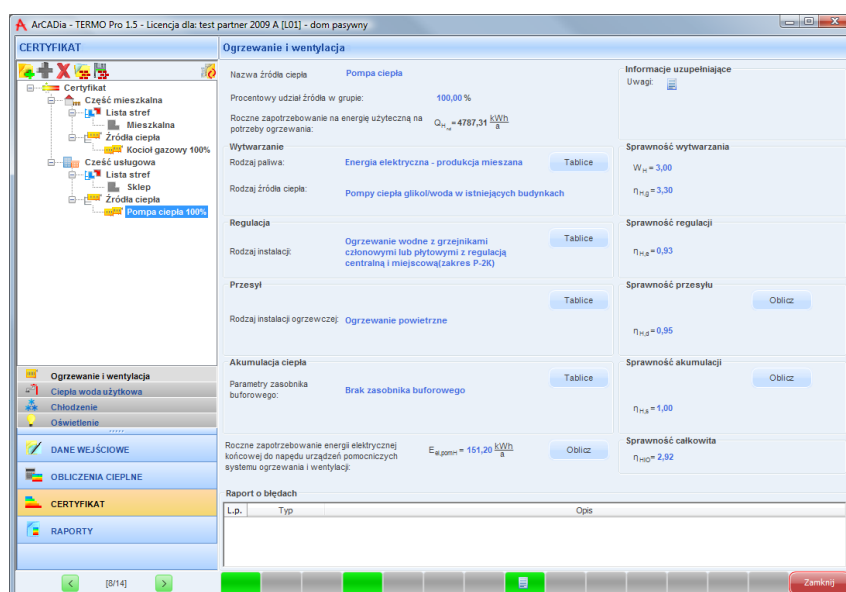 ArCADia - TERMO Pro 1.5 - Licencja dla: test partner 2009 A [L01] - dom pasywny
CERTYFIKAT
Certyfikat
Część mieszkalna
Lista stref
Mieszkalna
Źródła ciepła
Kocioł gazowy 100%
Cześć usługowa
Lista stref
Sklep
Źródła ciepła
Pompa ciepła 100%
Ogrzewanie i wentylacja
Ciepła woda użytkowa
Chłodzenie
Oświetlenie
DANE WEJŚCIOWE
OBLICZENIA CIEPLNE
CERTYFIKAT
RAPORTY
[8/14]
Ogrzewanie i wentylacja
Nazwa źródła ciepła Pompa ciepła
Procentowy udział źródła w grupie: 100,00 %
Roczne zapotrzebowanie na energię użyteczną na potrzeby ogrzewania: Q H,nd = 4787,31 kWh/a
Informacje uzupełniające
Uwagi:
Wytwarzanie
Rodzaj paliwa: Energia elektryczna - produkcja mieszana Tablice
Rodzaj źródła ciepła: Pompy ciepła glikol/woda w istniejących budynkach
Sprawność wytwarzania
W H = 3,00
η H,g = 3,30
Regulacja
Rodzaj instalacji: Ogrzewanie wodne z grzejnikami
członowymi lub płytowymi z regulacją
centralną i miejscową(zakres P-2K)
Tablice
Sprawność regulacji
η H,e = 0,93
Przesył
Tablice
Rodzaj instalacji ogrzewczej: Ogrzewanie powietrzne
Sprawność przesyłu
Oblicz
η H,d = 0,95
Akumulacja ciepła
Parametry zasobnika
buforowego: Brak zasobnika buforowego
Tablice
Sprawność akumulacji
Oblicz
η H,s = 1,00
Roczne zapotrzebowanie energii elektrycznej
końcowej do napędu urządzeń pomocniczych
systemu ogrzewania i wentylacji:
E el,pomH = 151,20 kWh/a
Oblicz
Sprawność całkowita
η HIO = 2,92
Raport o błędach
L.p. Typ Opis
Zamknij